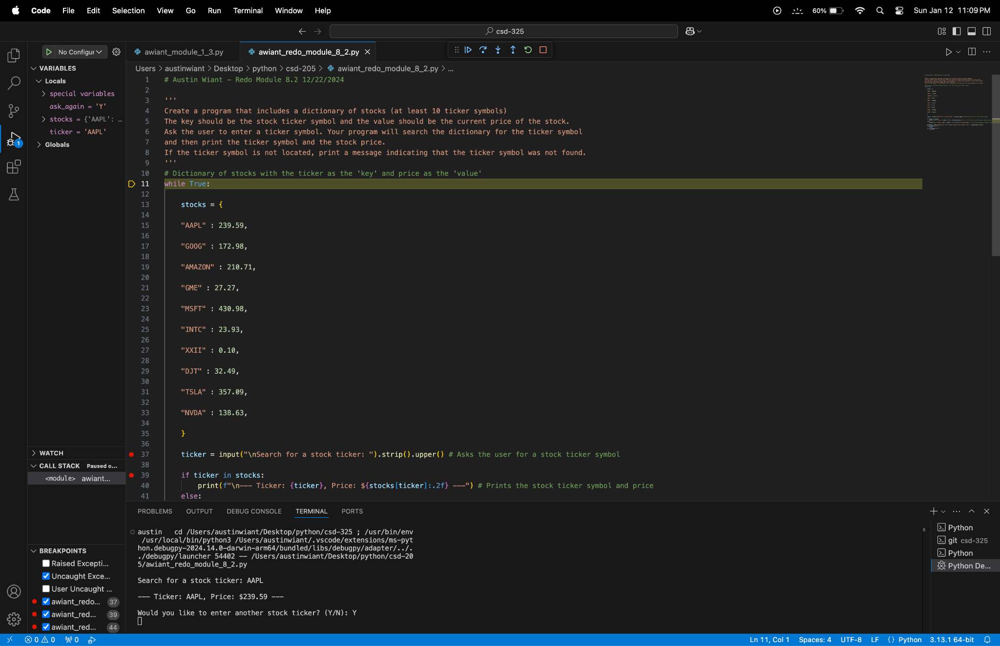 Code File Edit Selection View Go Run Terminal Window Help 60% Sun Jan 12 11:09 PM
csd-325
No Configur
awiant_module_1_3.py awiant_redo_module_8_2.py
Users > austinwiant > Desktop > python > csd-205 > awiant_redo_module_8_2.py > ...
VARIABLES
Locals
special variables
ask_again = 'Y'
stocks = {'AAPL': …
ticker = 'AAPL'
Globals
1 # Austin Wiant – Redo Module 8.2 12/22/2024
2
3 '''
4 Create a program that includes a dictionary of stocks (at least 10 ticker symbols)
5 The key should be the stock ticker symbol and the value should be the current price of the stock.
6 Ask the user to enter a ticker symbol. Your program will search the dictionary for the ticker symbol
7 and then print the ticker symbol and the stock price.
8 If the ticker symbol is not located, print a message indicating that the ticker symbol was not found.
9 '''
10 # Dictionary of stocks with the ticker as the 'key' and price as the 'value'
11 while True:
12
13 stocks = {
14
15 "AAPL" : 239.59,
16
17 "GOOG" : 172.98,
18
19 "AMAZON" : 210.71,
20
21 "GME" : 27.27,
22
23 "MSFT" : 430.98,
24
25 "INTC" : 23.93,
26
27 "XXII" : 0.10,
28
29 "DJT" : 32.49,
30
31 "TSLA" : 357.09,
32
33 "NVDA" : 138.63,
34
35 }
36
37 ticker = input("\nSearch for a stock ticker: ").strip().upper() # Asks the user for a stock ticker symbol
38
39 if ticker in stocks:
40 print(f"\n--- Ticker: {ticker}, Price: ${stocks[ticker]:.2f} ---") # Prints the stock ticker symbol and price
41 else:
WATCH
CALL STACK Paused o...
<module> awiant...
BREAKPOINTS
Raised Excepti...
Uncaught Exce...
User Uncaught ...
awiant_redo... 37
awiant_red... 39
awiant_red... 44
PROBLEMS OUTPUT DEBUG CONSOLE TERMINAL PORTS
austin cd /Users/austinwiant/Desktop/python/csd-325 ; /usr/bin/env
/usr/local/bin/python3 /Users/austinwiant/.vscode/extensions/ms-pyt
hon.debugpy-2024.14.0-darwin-arm64/bundled/libs/debugpy/adapter/../.
./debugpy/launcher 54402 -- /Users/austinwiant/Desktop/python/csd-20
5/awiant_redo_module_8_2.py
Search for a stock ticker: AAPL
--- Ticker: AAPL, Price: $239.59 ---
Would you like to enter another stock ticker? (Y/N): Y
Python
git csd-325
Python
Python De...
1
0 0 0 Ln 11, Col 1 Spaces: 4 UTF-8 LF {} Python 3.13.1 64-bit